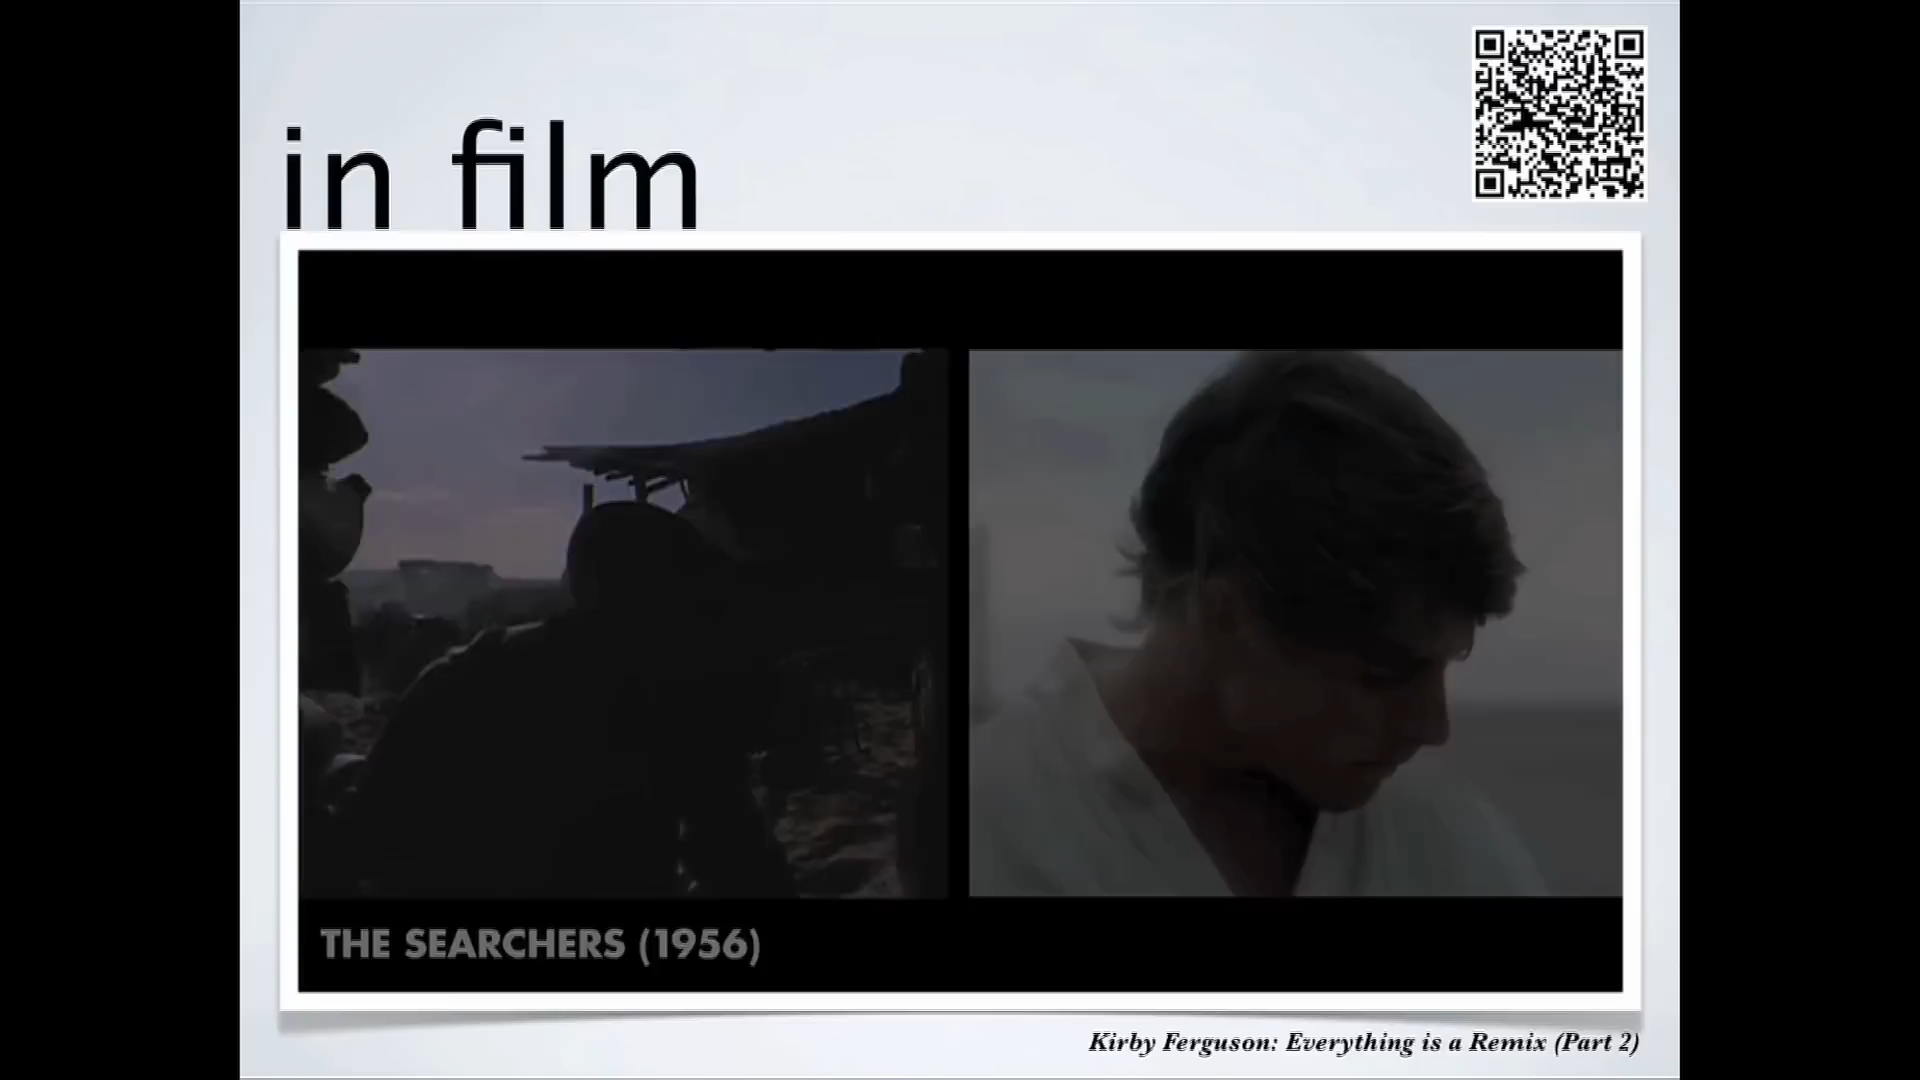 in film
THE SEARCHERS (1956)
Kirby Ferguson: Everything is a Remix (Part 2)